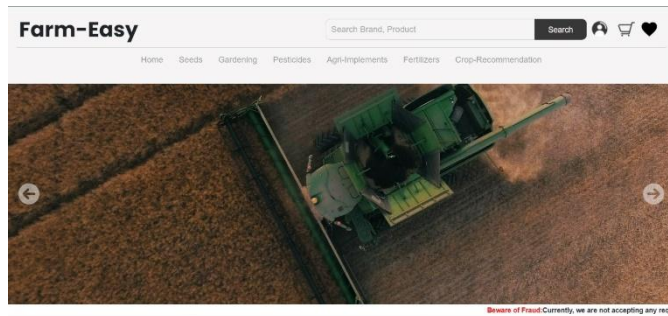 Farm-Easy
Search Brand, Product
Search
Home Seeds Gardening Pesticides Agri-Implements Fertilizers Crop-Recommendation
Beware of Fraud:Currently, we are not accepting any